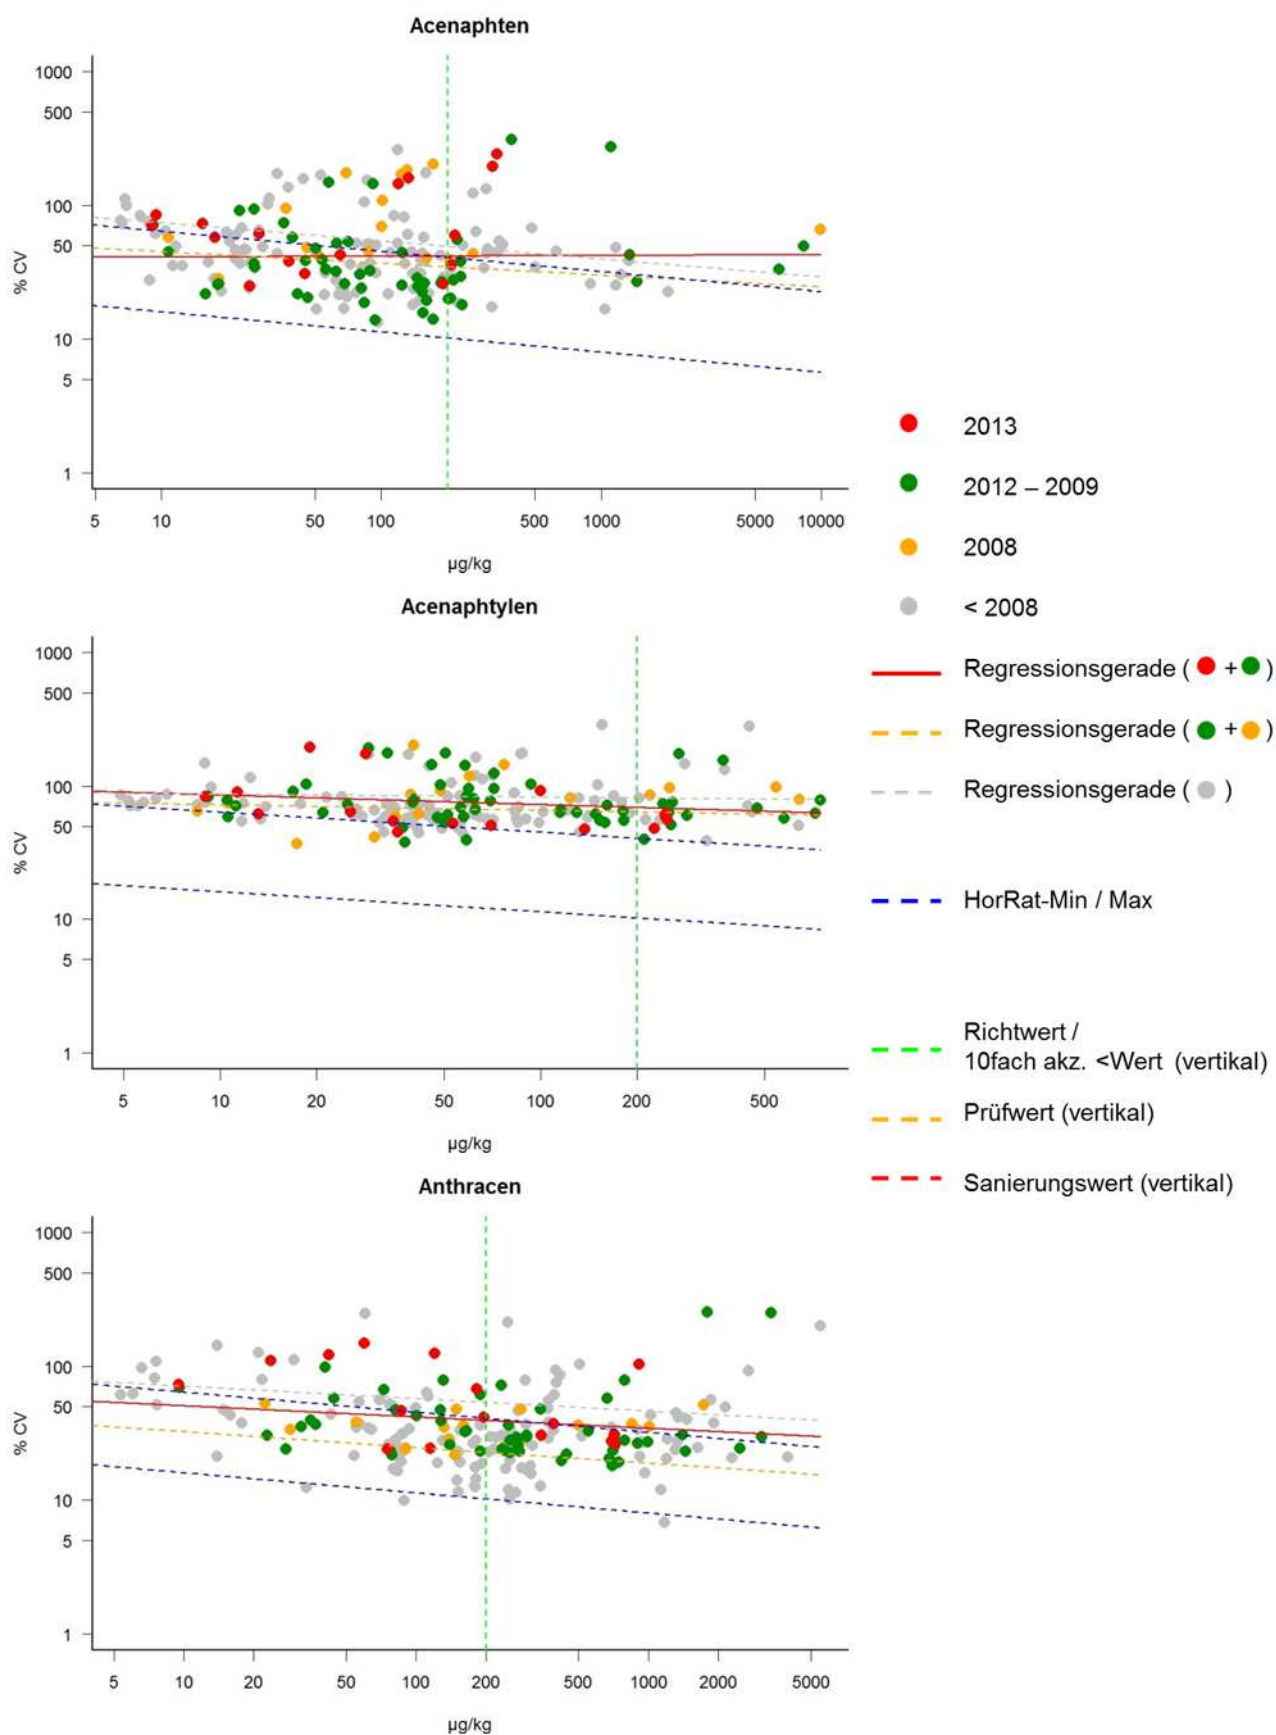 Acenaphten
1000
500
100
50
10
5
1
% CV
5 10 50 100 500 1000 5000 10000
µg/kg
2013
2012 – 2009
2008
< 2008
Regressionsgerade ( + )
Regressionsgerade ( + )
Regressionsgerade ( )
HorRat-Min / Max
Richtwert /
10fach akz. <Wert (vertikal)
Prüfwert (vertikal)
Sanierungswert (vertikal)
Acenaphtylen
1000
500
100
50
10
5
1
% CV
5 10 20 50 100 200 500
µg/kg
Anthracen
1000
500
100
50
10
5
1
% CV
5 10 20 50 100 200 500 1000 2000 5000
µg/kg